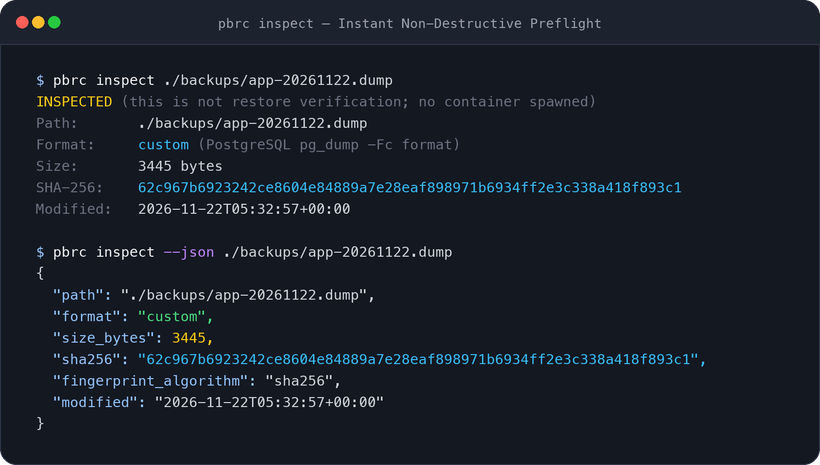 pbrc inspect — Instant Non-Destructive Preflight
$ pbrc inspect ./backups/app-20261122.dump
INSPECTED (this is not restore verification; no container spawned)
Path: ./backups/app-20261122.dump
Format: custom (PostgreSQL pg_dump -Fc format)
Size: 3445 bytes
SHA-256: 62c967b6923242ce8604e84889a7e28eaf898971b6934ff2e3c338a418f893c1
Modified: 2026-11-22T05:32:57+00:00
$ pbrc inspect --json ./backups/app-20261122.dump
{
"path": "./backups/app-20261122.dump",
"format": "custom",
"size_bytes": 3445,
"sha256": "62c967b6923242ce8604e84889a7e28eaf898971b6934ff2e3c338a418f893c1",
"fingerprint_algorithm": "sha256",
"modified": "2026-11-22T05:32:57+00:00"
}